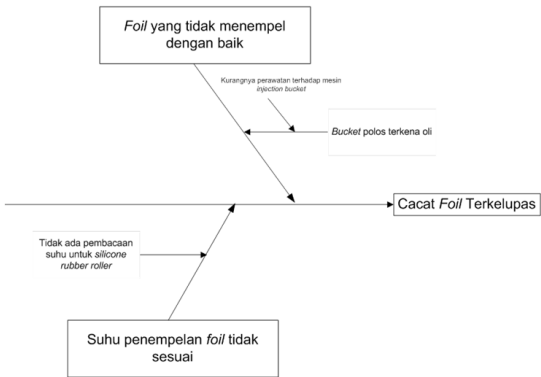 Foil yang tidak menempel
dengan baik
Kurangnya perawatan terhadap mesin
injection bucket
Bucket polos terkena oli
Cacat Foil Terkelupas
Tidak ada pembacaan
suhu untuk silicone
rubber roller
Suhu penempelan foil tidak
sesuai